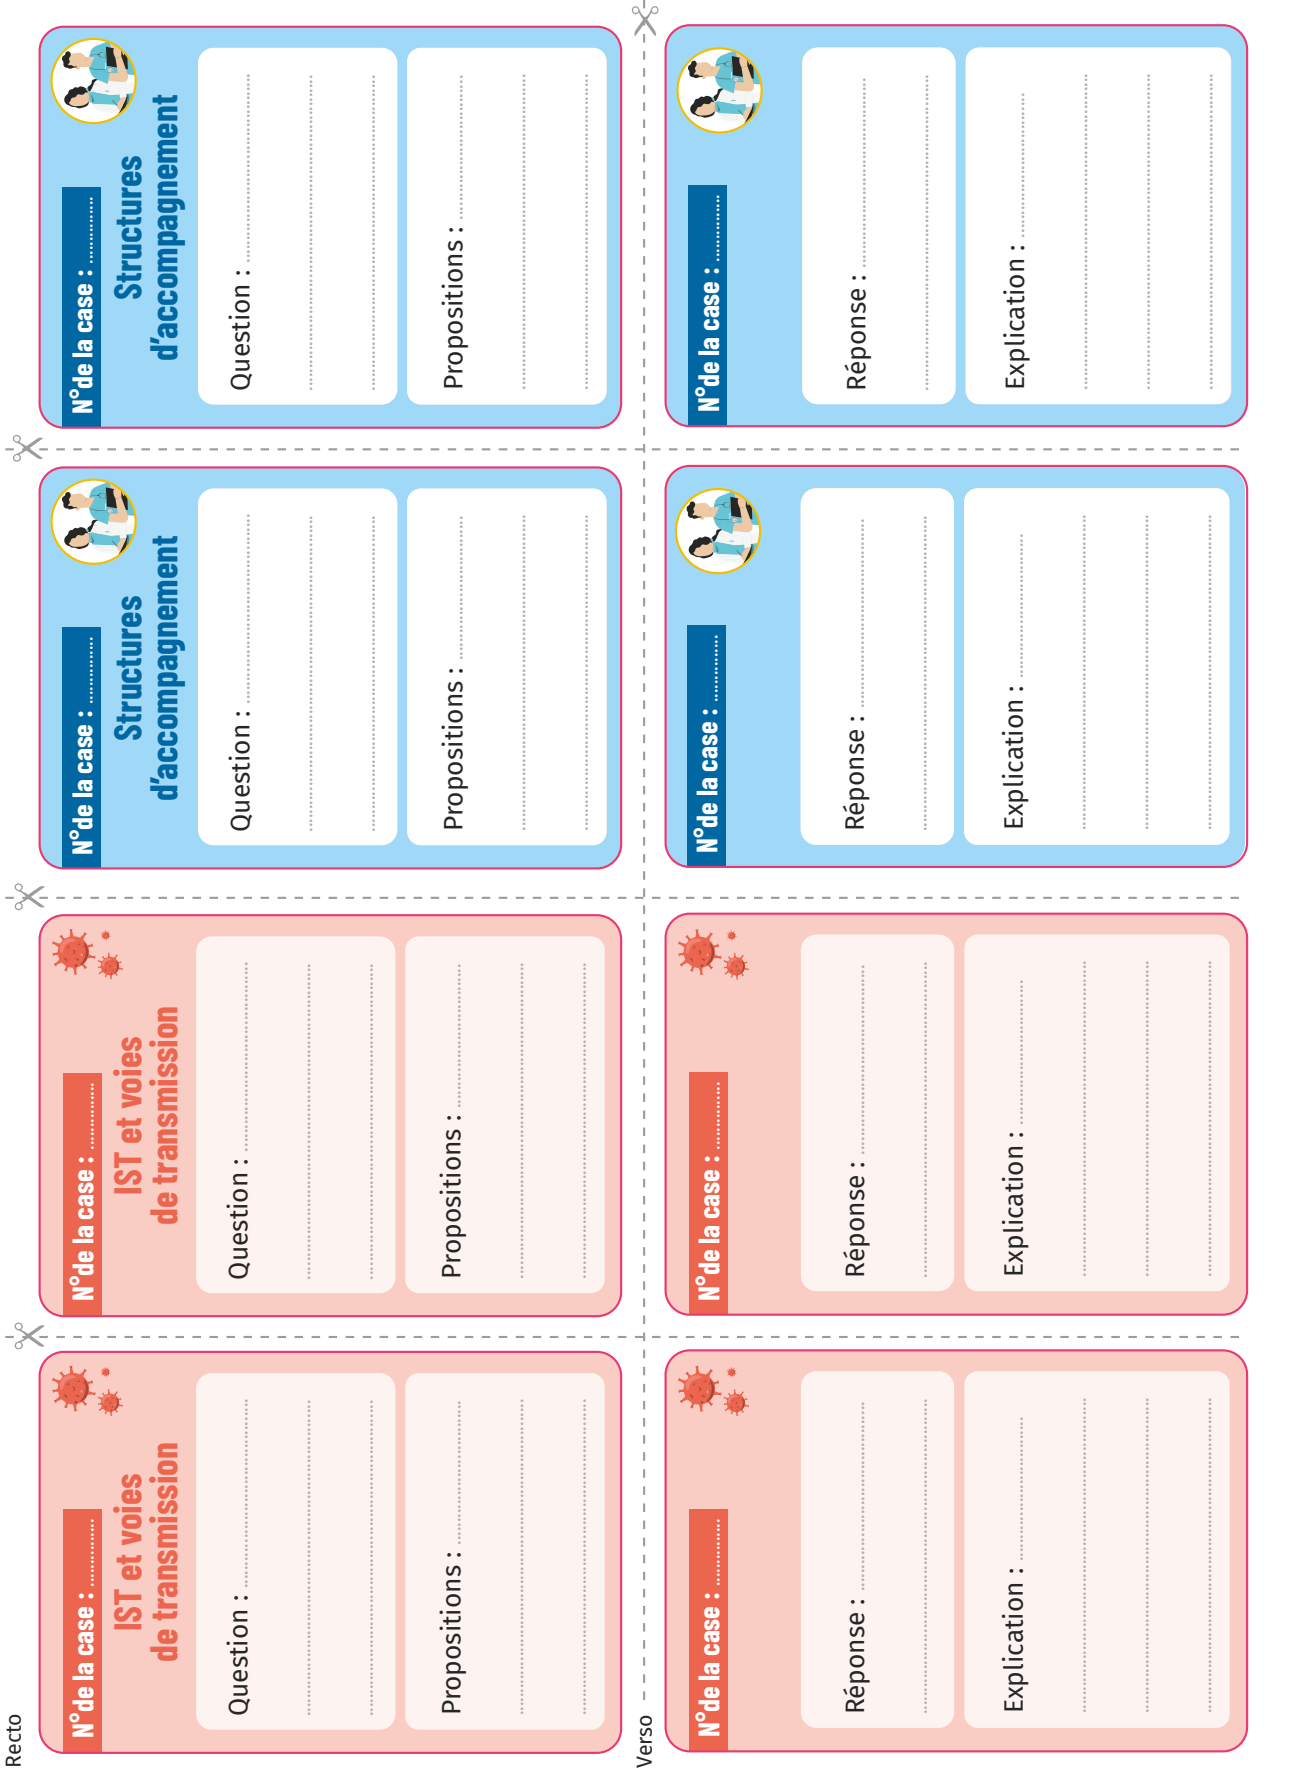 Recto
N°de la case :
IST et voies
de transmission
Question :
Propositions :
N°de la case :
IST et voies
de transmission
Question :
Propositions :
N°de la case :
Structures
d’accompagnement
Question :
Propositions :
N°de la case :
Structures
d’accompagnement
Question :
Propositions :
Verso
N°de la case :
Réponse :
Explication :
N°de la case :
Réponse :
Explication :
N°de la case :
Réponse :
Explication :
N°de la case :
Réponse :
Explication :